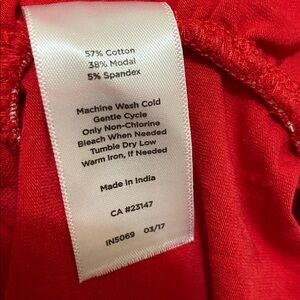 57% Cotton
38% Modal
5% Spandex
Machine Wash Cold
Gentle Cycle
Only Non-Chlorine
Bleach When Needed
Tumble Dry Low
Warm Iron, if Needed
Made in India
CA #23147
IN5069 03/17